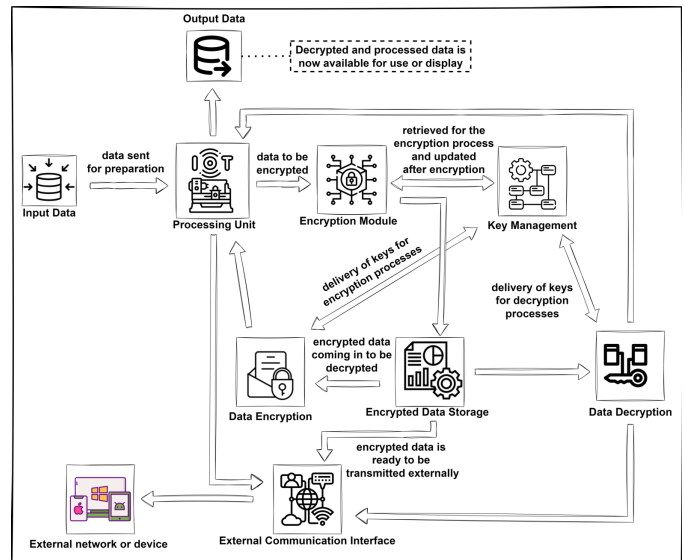 Output Data
Decrypted and processed data is
now available for use or display
data sent
for preparation
IOT
data to be
encrypted
retrieved for the
encryption process
and updated
after encryption
Input Data
Processing Unit
Encryption Module
Key Management
delivery of keys for
encryption processes
delivery of keys
for decryption
processes
encrypted data
coming in to be
decrypted
Data Encryption
Encrypted Data Storage
Data Decryption
encrypted data is
ready to be
transmitted externally
External network or device
External Communication Interface